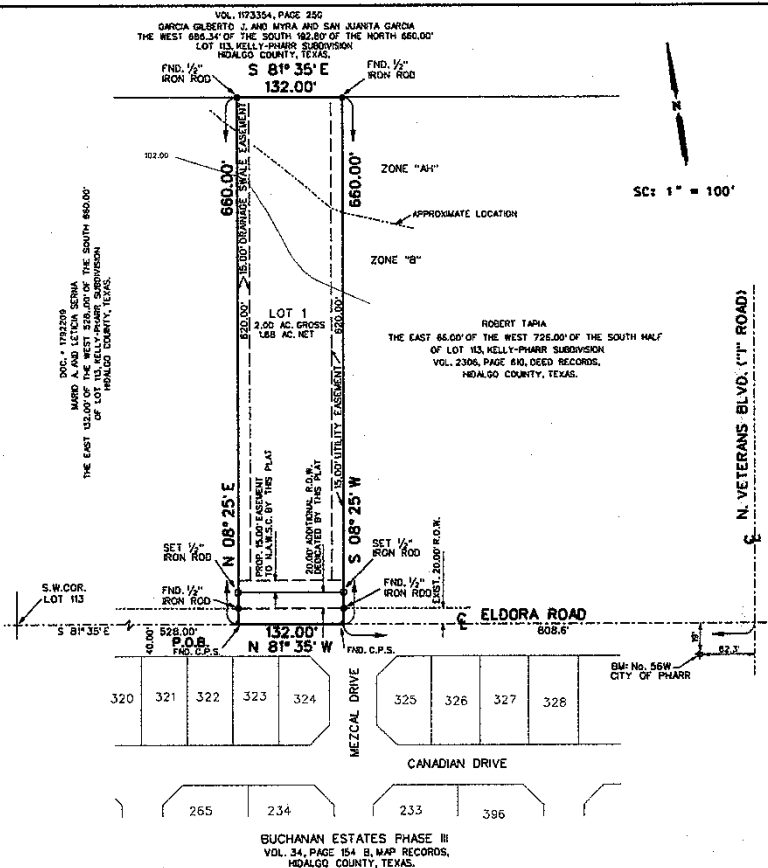 VOL. 1173354, PAGE 250
GARCIA GILBERTO J. AND MYRA AND SAN JUANITA GARCIA
THE WEST 686.34' OF THE SOUTH 192.80' OF THE NORTH 660.00'
LOT 113, KELLY-PHARR SUBDIVISION
HIDALGO COUNTY, TEXAS.
FND. 1/2"
IRON ROD
S 81° 35' E
132.00'
FND. 1/2"
IRON ROD
N
SC: 1" = 100'
102.00
660.00'
15.00' DRAINAGE SWALE EASEMENT
660.00'
ZONE "AH"
APPROXIMATE LOCATION
ZONE "B"
DOC. # 1792209
MARIO A. AND LETICIA SERNA
THE EAST 132.00' OF THE WEST 528.00' OF THE SOUTH 660.00'
OF LOT 113, KELLY-PHARR SUBDIVISION
HIDALGO COUNTY, TEXAS.
620.00'
LOT 1
2.00 AC. GROSS
1.88 AC. NET
620.00'
ROBERT TAPIA
THE EAST 66.00' OF THE WEST 726.00' OF THE SOUTH HALF
OF LOT 113, KELLY-PHARR SUBDIVISION
VOL. 2306, PAGE 610, DEED RECORDS,
HIDALGO COUNTY, TEXAS.
N. VETERANS BLVD. ("I" ROAD)
15.00' UTILITY EASEMENT
N 08° 25' E
PROP. 15.00' EASEMENT
TO N.A.W.S.C. BY THIS PLAT
20.00' ADDITIONAL R.O.W.
DEDICATED BY THIS PLAT
S 08° 25' W
SET 1/2"
IRON ROD
SET 1/2"
IRON ROD
FND. 1/2"
IRON ROD
FND. 1/2"
IRON ROD
EXIST. 20.00' R.O.W.
S.W. COR.
LOT 113
S 81° 35' E
528.00'
40.00'
P.O.B.
FND. C.P.S.
132.00'
N 81° 35' W
FND. C.P.S.
ELDORA ROAD
808.6'
19'
62.3'
BM: No. 56W
CITY OF PHARR
320 321 322 323 324
MEZCAL DRIVE
325 326 327 328
CANADIAN DRIVE
265 234 233 396
BUCHANAN ESTATES PHASE III
VOL. 34, PAGE 154 B, MAP RECORDS,
HIDALGO COUNTY, TEXAS.